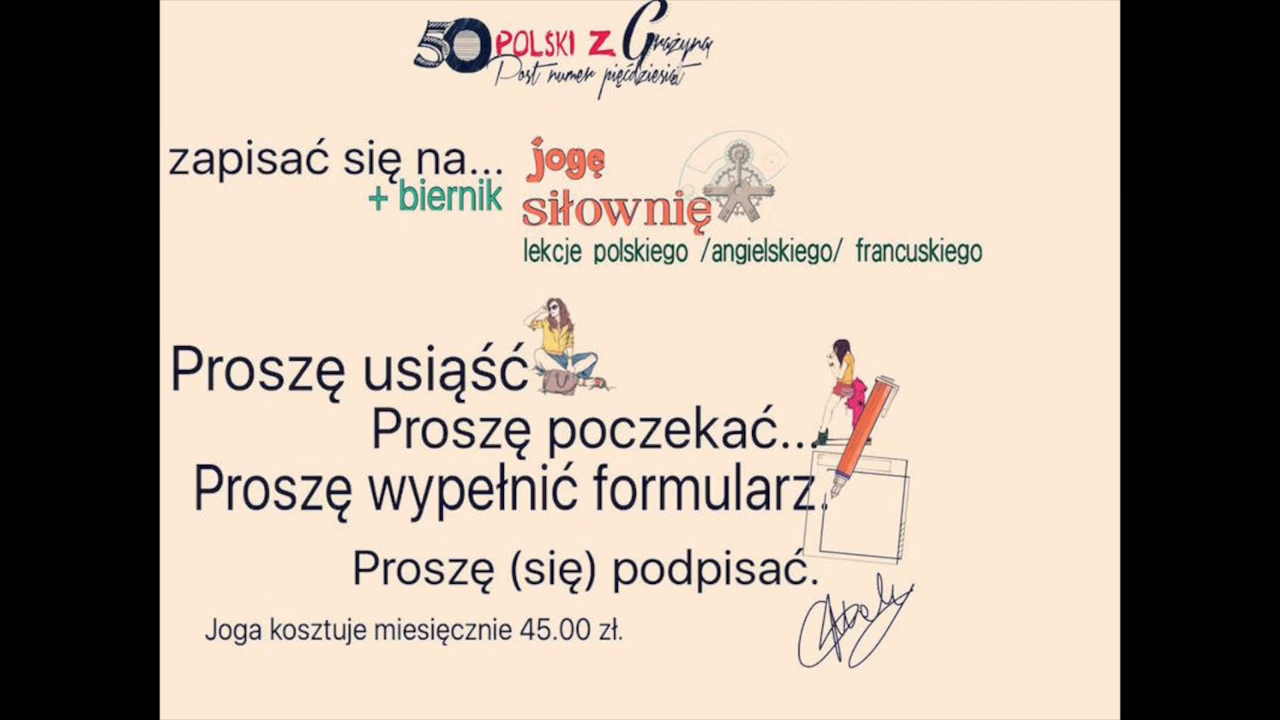 50 POLSKI Z Grażyną
Post numer pięćdziesiąt
zapisać się na... jogę
+ biernik siłownię
lekcje polskiego /angielskiego/ francuskiego
Proszę usiąść
Proszę poczekać...
Proszę wypełnić formularz.
Proszę (się) podpisać.
Joga kosztuje miesięcznie 45.00 zł.